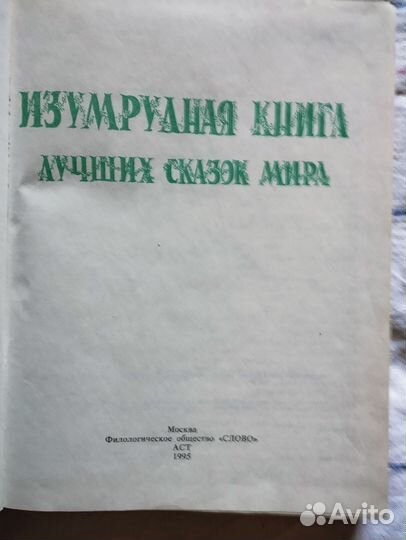 ИЗУМРУДНАЯ КНИГА
ЛУЧШИХ СКАЗОК МИРА
Москва
Филологическое общество «СЛОВО»
АСТ
1995
Avito